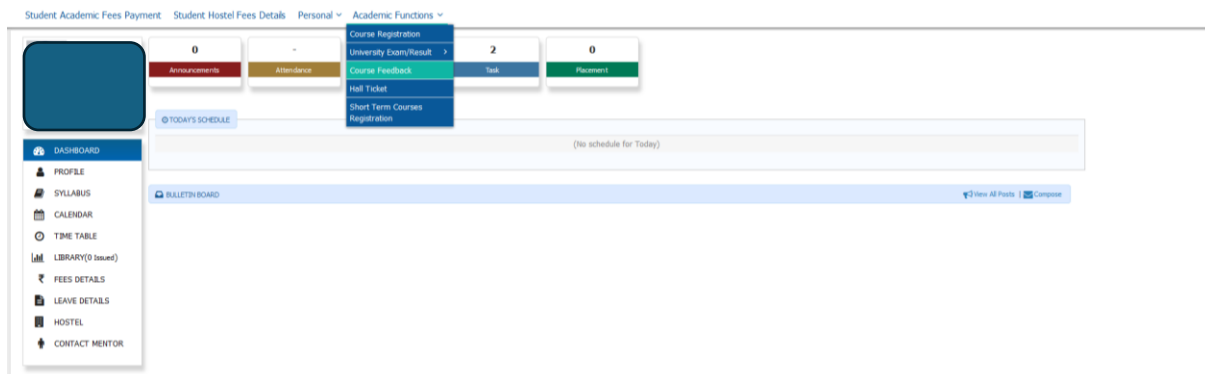 Student Academic Fees Payment Student Hostel Fees Details Personal Academic Functions
Course Registration
University Exam/Result
Course Feedback
Hall Ticket
Short Term Courses
Registration
0
Announcements
-
Attendance
2
Task
0
Placement
TODAY'S SCHEDULE
(No schedule for Today)
DASHBOARD
PROFILE
SYLLABUS
CALENDAR
TIME TABLE
LIBRARY(0 Issued)
FEES DETAILS
LEAVE DETAILS
HOSTEL
CONTACT MENTOR
BULLETIN BOARD
View All Posts | Compose